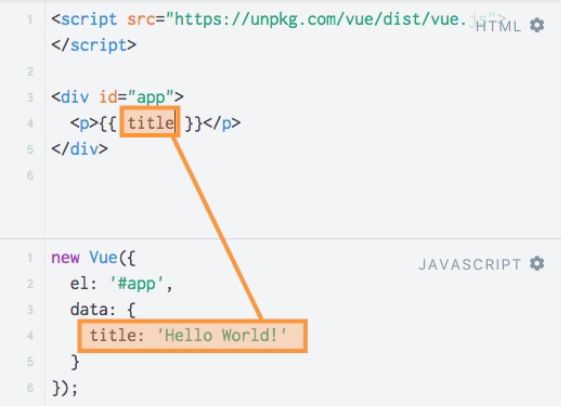 1 <script src="https://unpkg.com/vue/dist/vue.js">
HTML
</script>
2
3 <div id="app">
4 <p>{{ title }}</p>
5 </div>
6
1 new Vue({
JAVASCRIPT
2 el: '#app',
3 data: {
4 title: 'Hello World!'
5 }
6 });